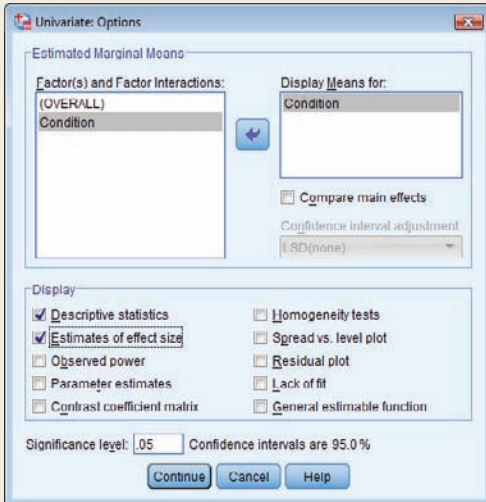 Univariate: Options
Estimated Marginal Means
Factor(s) and Factor Interactions:
(OVERALL)
Condition
Display Means for:
Condition
Compare main effects
Confidence interval adjustment
LSD(none)
Display
Descriptive statistics
Estimates of effect size
Observed power
Parameter estimates
Contrast coefficient matrix
Homogeneity tests
Spread vs. level plot
Residual plot
Lack of fit
General estimable function
Significance level: .05 Confidence intervals are 95.0 %
Continue Cancel Help